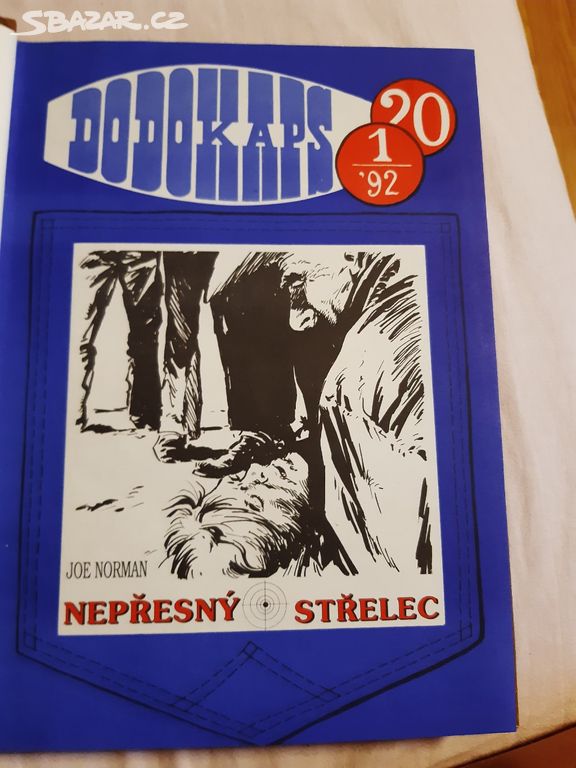 SBAZAR.CZ
DODOKAPS
20
1
'92
JOE NORMAN
NEPŘESNÝ STŘELEC